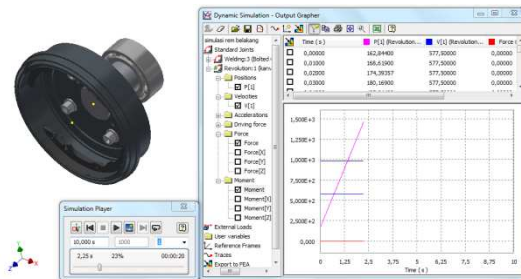 Dynamic Simulation - Output Grapher
simulasi rem belakang
Standard Joints
Welding:3 (Bolted
Revolution:1 (
Positions
P[1]
Velocities
V[1]
Accelerations
Driving force
Force
Force
Force[X]
Force[Y]
Force[Z]
Moment
Moment
Moment[X]
Moment[Y]
Moment[Z]
External Loads
User variables
Reference Frames
Traces
Export to FEA
Time ( s ) P[1] (Revolution... V[1] (Revolution... Force
0,00000 162,84400 577,50000 0,00000
0,01000 168,61900 577,50000 0,00000
0,02000 174,39357 577,50000 0,00000
0,03000 180,16900 577,50000 0,00000
1,500E+3
1,250E+3
1,000E+3
7,500E+2
5,000E+2
2,500E+2
0,000
0 1,25 2,5 3,75 5 6,25 7,5 8,75 10
Time ( s )
Simulation Player
10,000 s 1000 1
2,25 s 23% 00:00:20
Z X